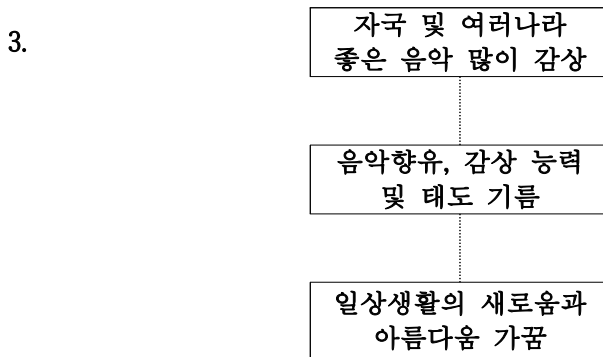 3.
자국 및 여러나라
좋은 음악 많이 감상
음악향유, 감상 능력
및 태도 기름
일상생활의 새로움과
아름다움 가꿈